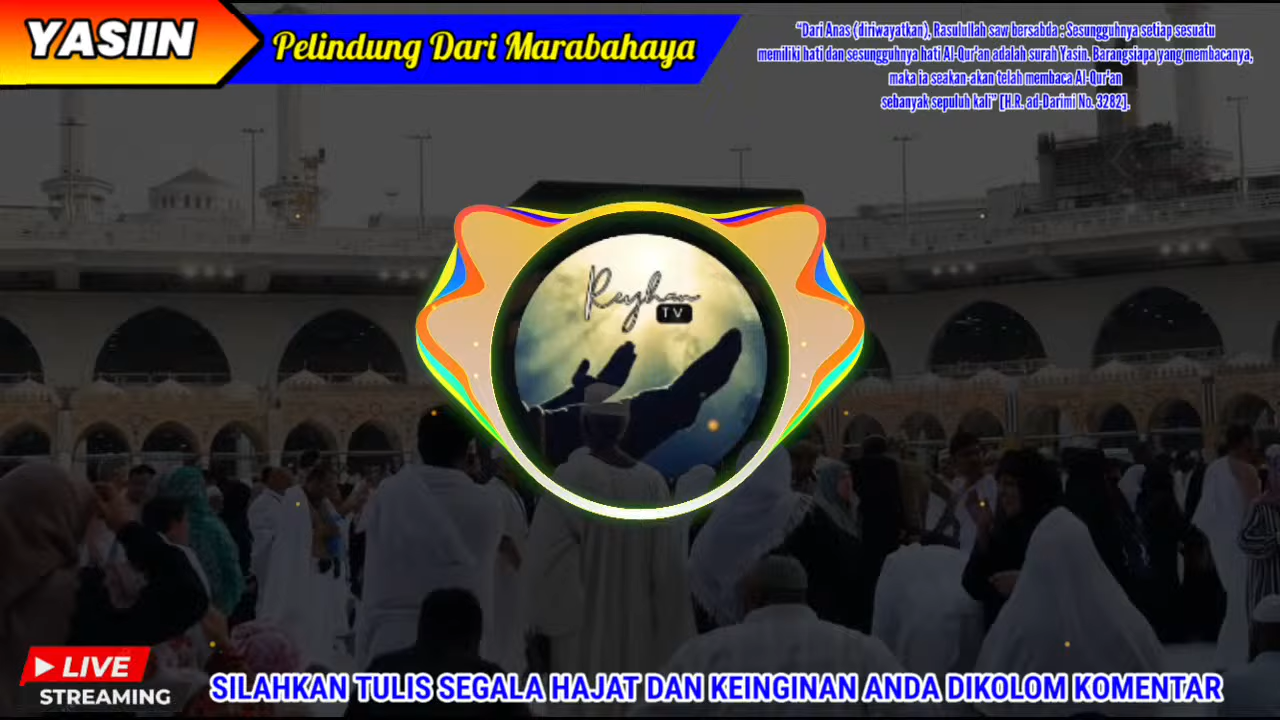 YASIIN
Pelindung Dari Marabahaya
"Dari Anas (diriwayatkan), Rasulullah saw bersabda : Sesungguhnya setiap sesuatu
memiliki hati dan sesungguhnya hati Al-Qur'an adalah surah Yasin. Barangsiapa yang membacanya,
maka ia seakan-akan telah membaca Al-Qur'an
sebanyak sepuluh kali" [H.R. ad-Darimi No. 3282].
Reyhan
TV
LIVE
STREAMING
SILAHKAN TULIS SEGALA HAJAT DAN KEINGINAN ANDA DIKOLOM KOMENTAR